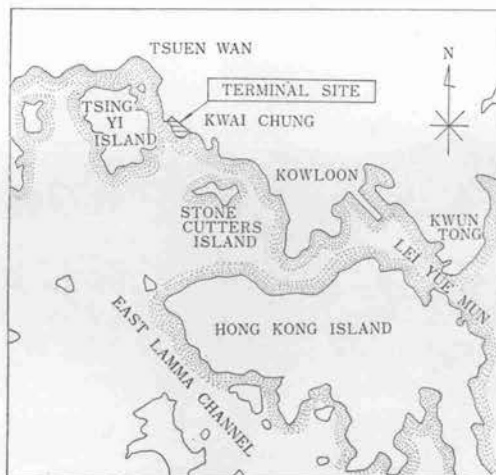 TSUEN WAN
N
TERMINAL SITE
TSING
YI
ISLAND
KWAI CHUNG
KOWLOON
STONE
CUTTERS
ISLAND
KWUN
TONG
LEI YUE MUN
HONG KONG ISLAND
EAST LAMMA CHANNEL